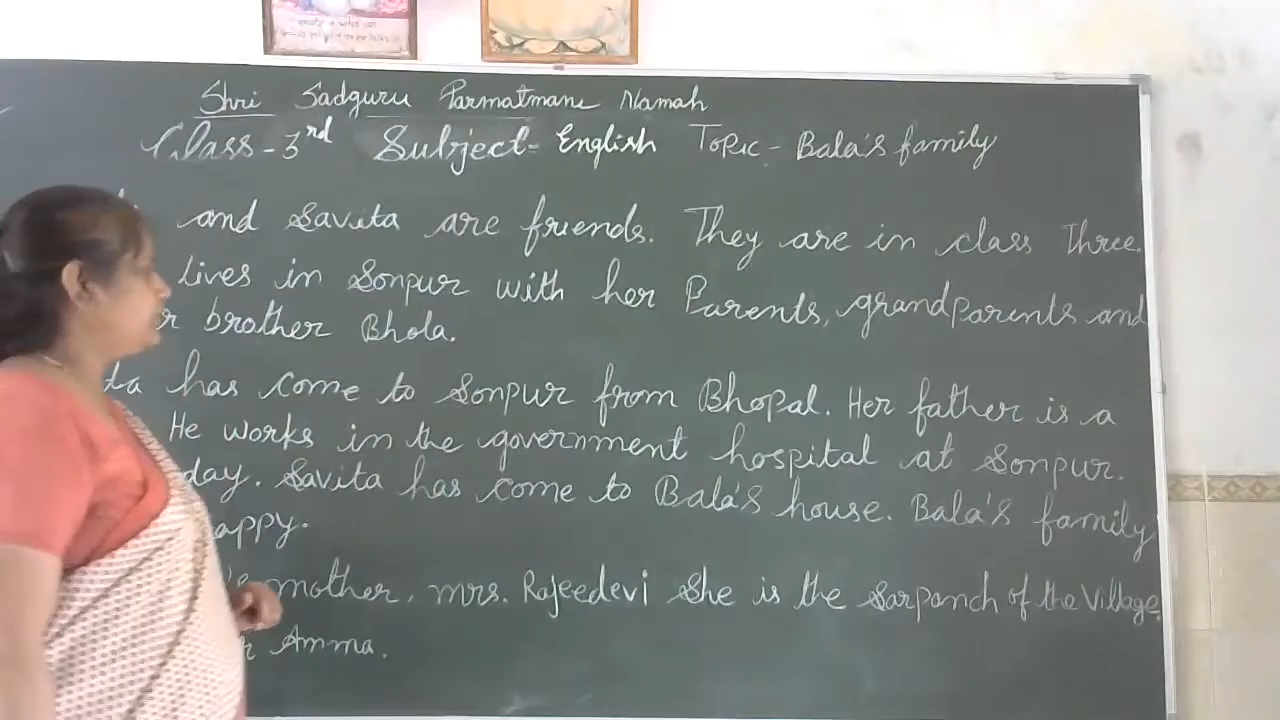 Shri Sadguru Parmatmane Namah
Class-3rd Subject- English Topic - Bala's family
and Savita are friends. They are in class Three.
lives in Sonpur with her Parents, grandparents and
brother Bhola.
has come to Sonpur from Bhopal. Her father is a
He works in the government hospital at Sonpur.
day. Savita has come to Bala's house. Bala's family
appy.
mother, mrs. Rajeedevi She is the Sarpanch of the Village.
Amma.